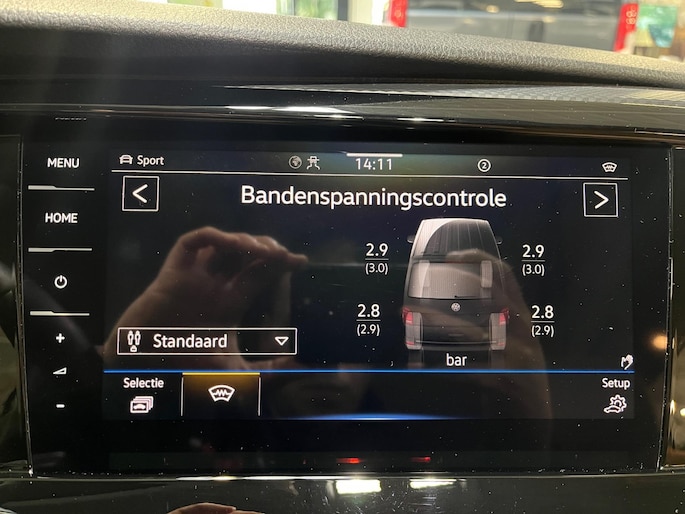 MENU
HOME
Sport
14:11
2
Bandenspanningscontrole
2.9
(3.0)
2.9
(3.0)
2.8
(2.9)
2.8
(2.9)
Standaard
bar
Selectie
Setup